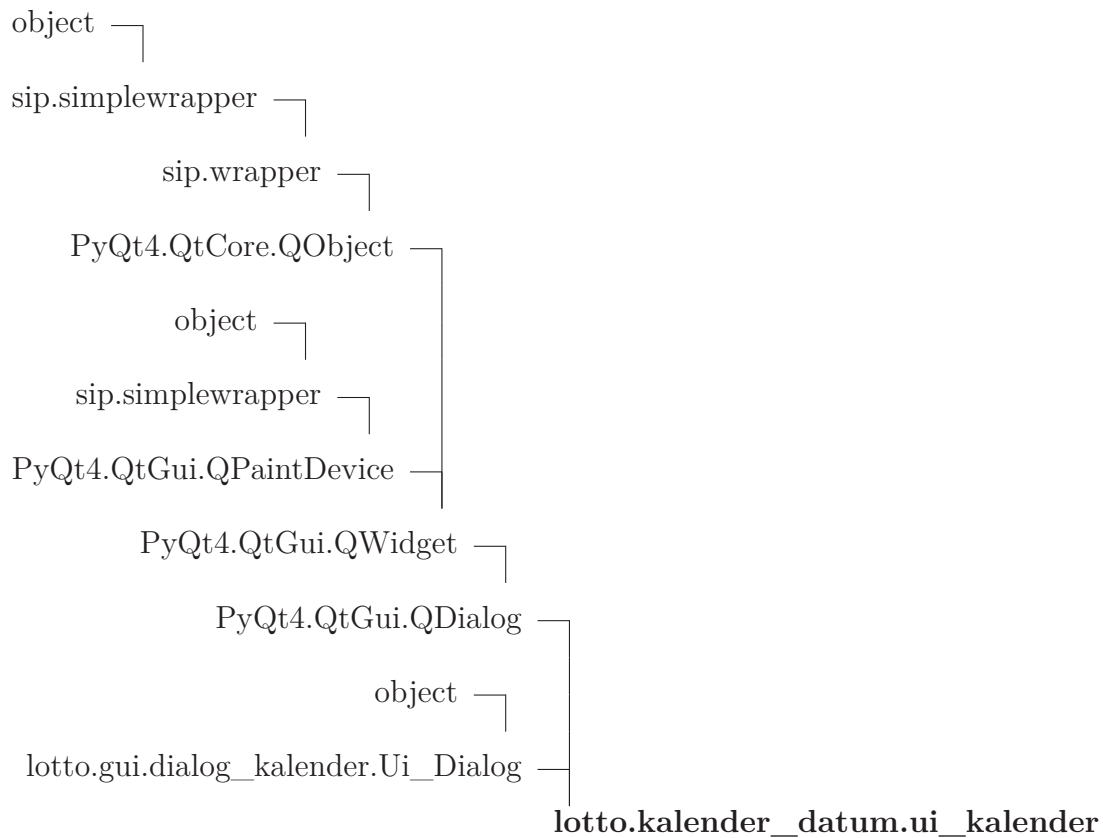 object
sip.simplewrapper
sip.wrapper
PyQt4.QtCore.QObject
object
sip.simplewrapper
PyQt4.QtGui.QPaintDevice
PyQt4.QtGui.QWidget
PyQt4.QtGui.QDialog
object
lotto.gui.dialog_kalender.Ui_Dialog
lotto.kalender_datum.ui_kalender